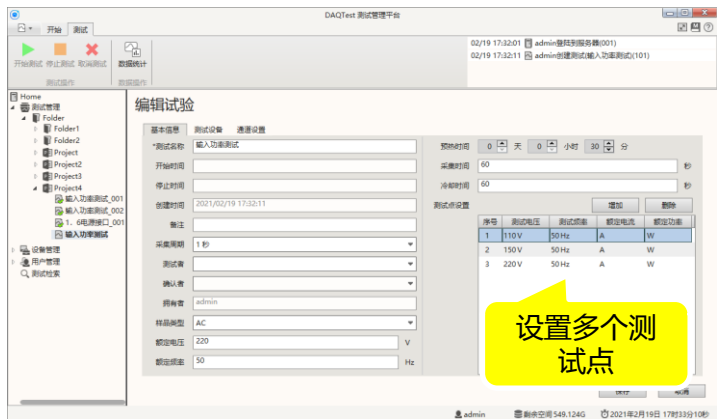 DAQTest 测试管理平台
开始 测试
开始测试 停止测试 取消测试 数据统计
测试操作 数据操作
02/19 17:32:01 admin登陆到服务器(001)
02/19 17:32:11 admin创建测试(输入功率测试)(101)
Home
测试管理
Folder
Folder1
Folder2
Project
Project2
Project3
Project4
输入功率测试_001
输入功率测试_002
1．6电源接口_001
输入功率测试
设备管理
用户管理
测试检索
编辑试验
基本信息 测试设备 通道设置
*测试名称 输入功率测试
开始时间
停止时间
创建时间 2021/02/19 17:32:11
备注
采集周期 1 秒
测试者
确认者
拥有者 admin
样品类型 AC
额定电压 220 V
额定频率 50 Hz
预热时间 0 天 0 小时 30 分
采集时间 60 秒
冷却时间 60 秒
测试点设置 增加 删除
序号 测试电压 测试频率 额定电流 额定功率
1 110 V 50 Hz A W
2 150 V 50 Hz A W
3 220 V 50 Hz A W
设置多个测
试点
保存 取消
admin 剩余空间 549.124G 2021年2月19日 17时33分10秒